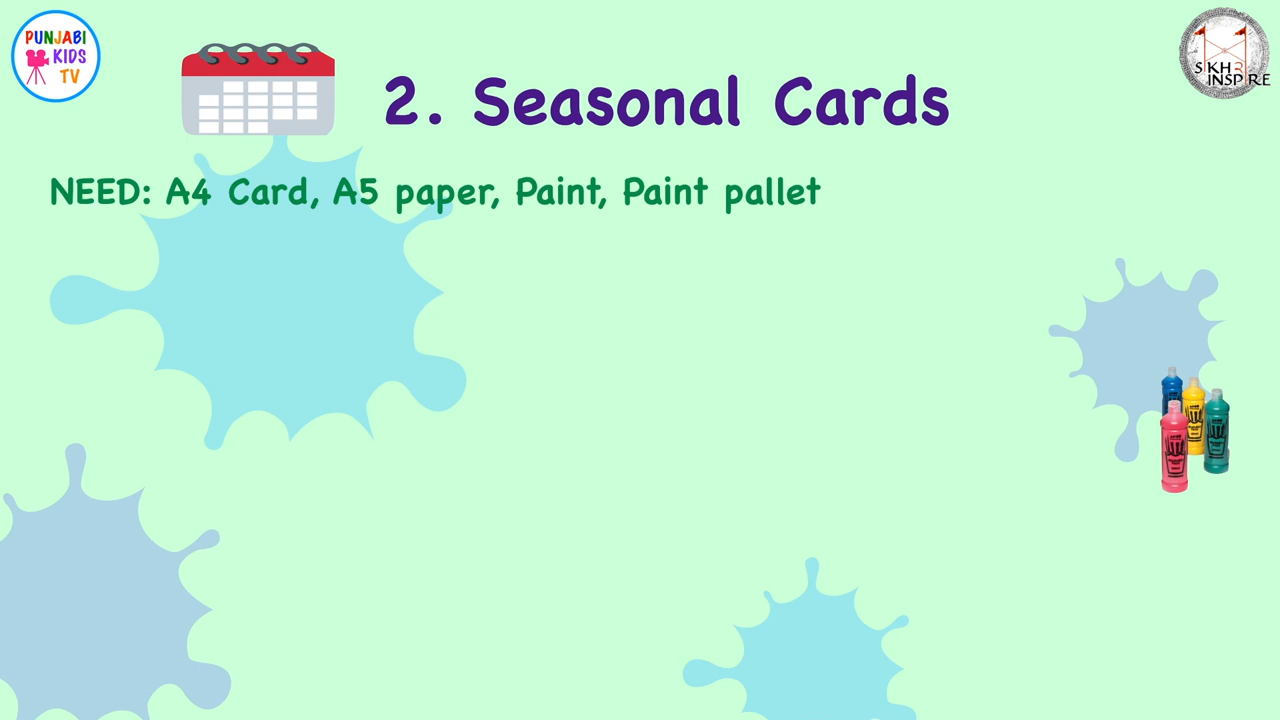 PUNJABI
KIDS
TV
SIKH
INSPIRE
2. Seasonal Cards
NEED: A4 Card, A5 paper, Paint, Paint pallet